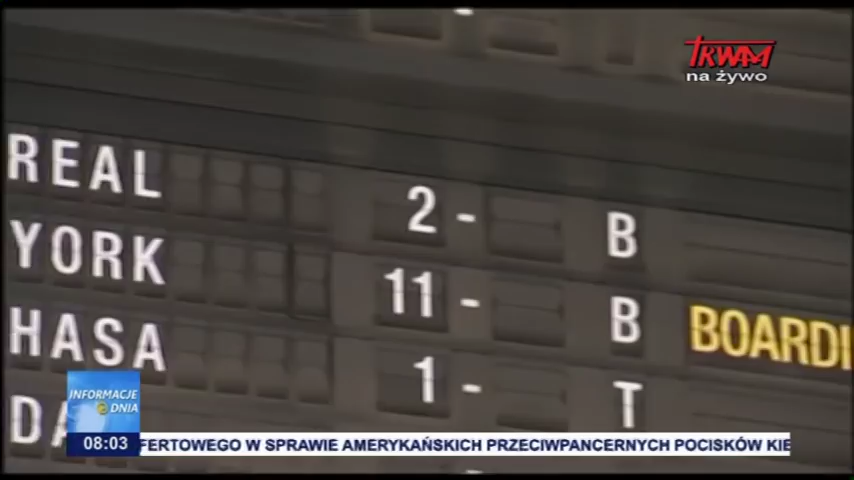 TRWAM
na żywo
REAL 2 - B
YORK 11 - B BOARDI
HASA 1 - T
DA
INFORMACJE
DNIA
08:03 FERTOWEGO W SPRAWIE AMERYKAŃSKICH PRZECIWPANCERNYCH POCISKÓW KIE